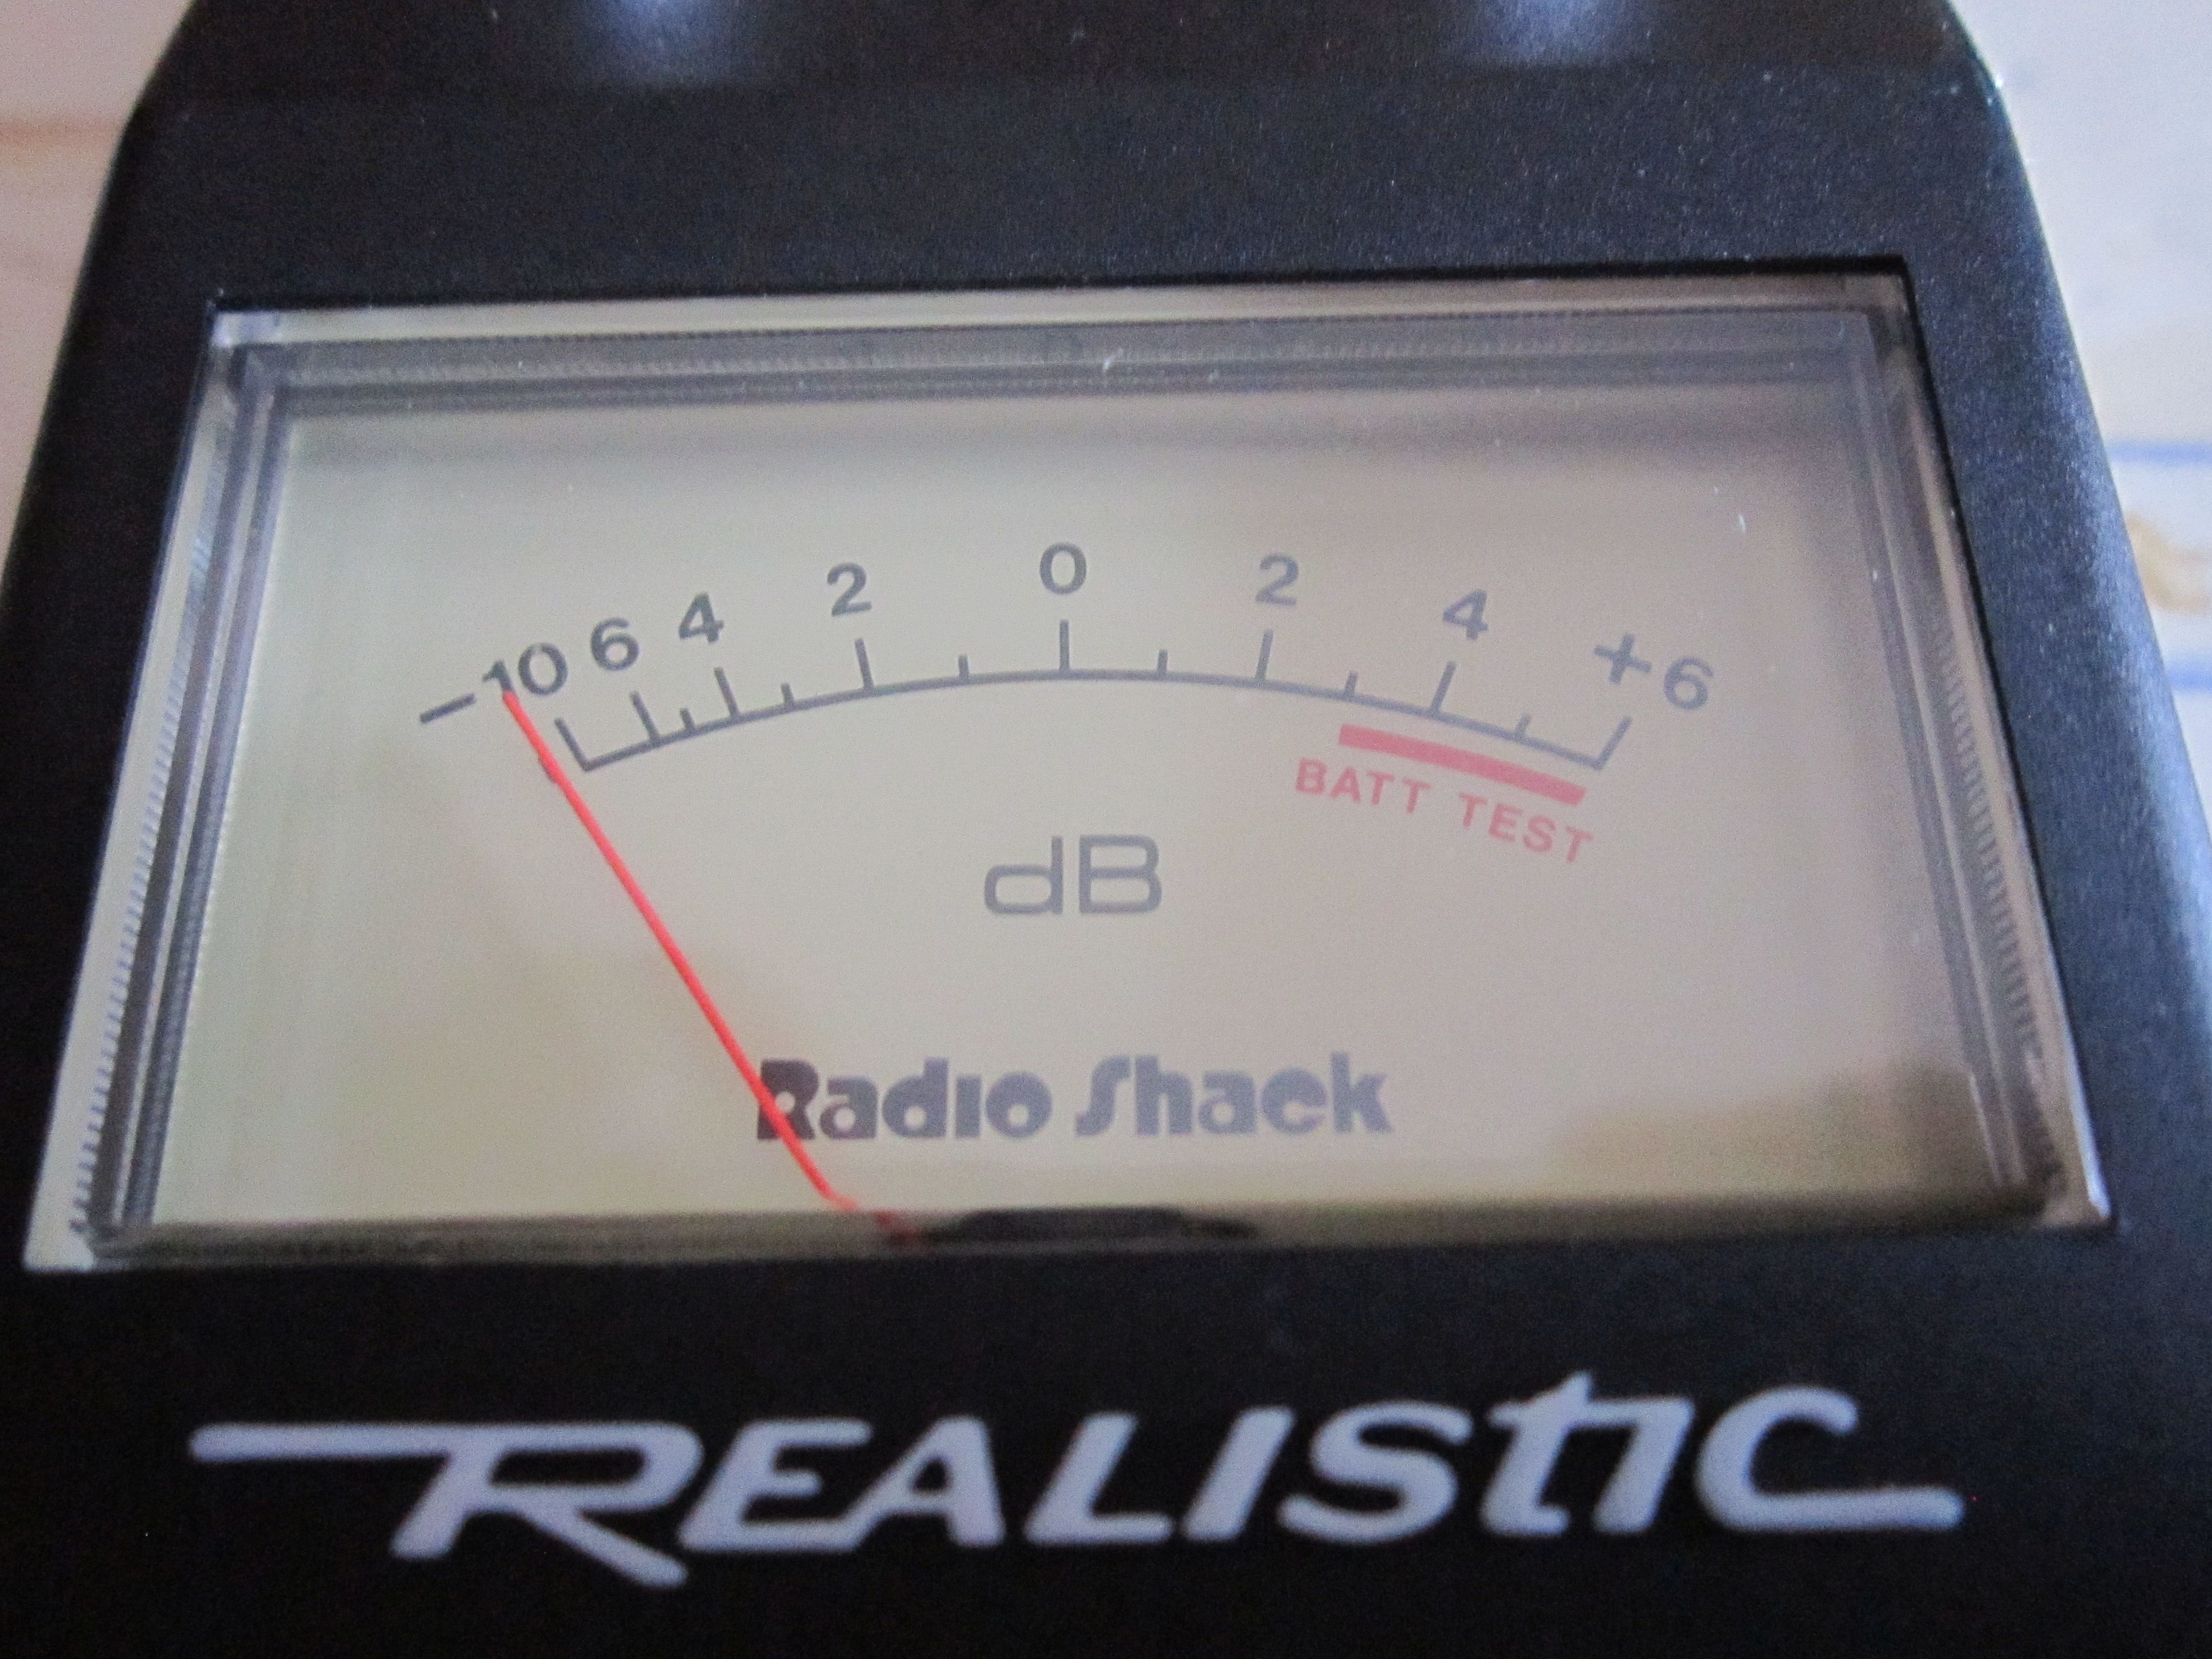 -10 6 4 2 0 2 4 +6
BATT TEST
dB
Radio Shack
REALISTIC